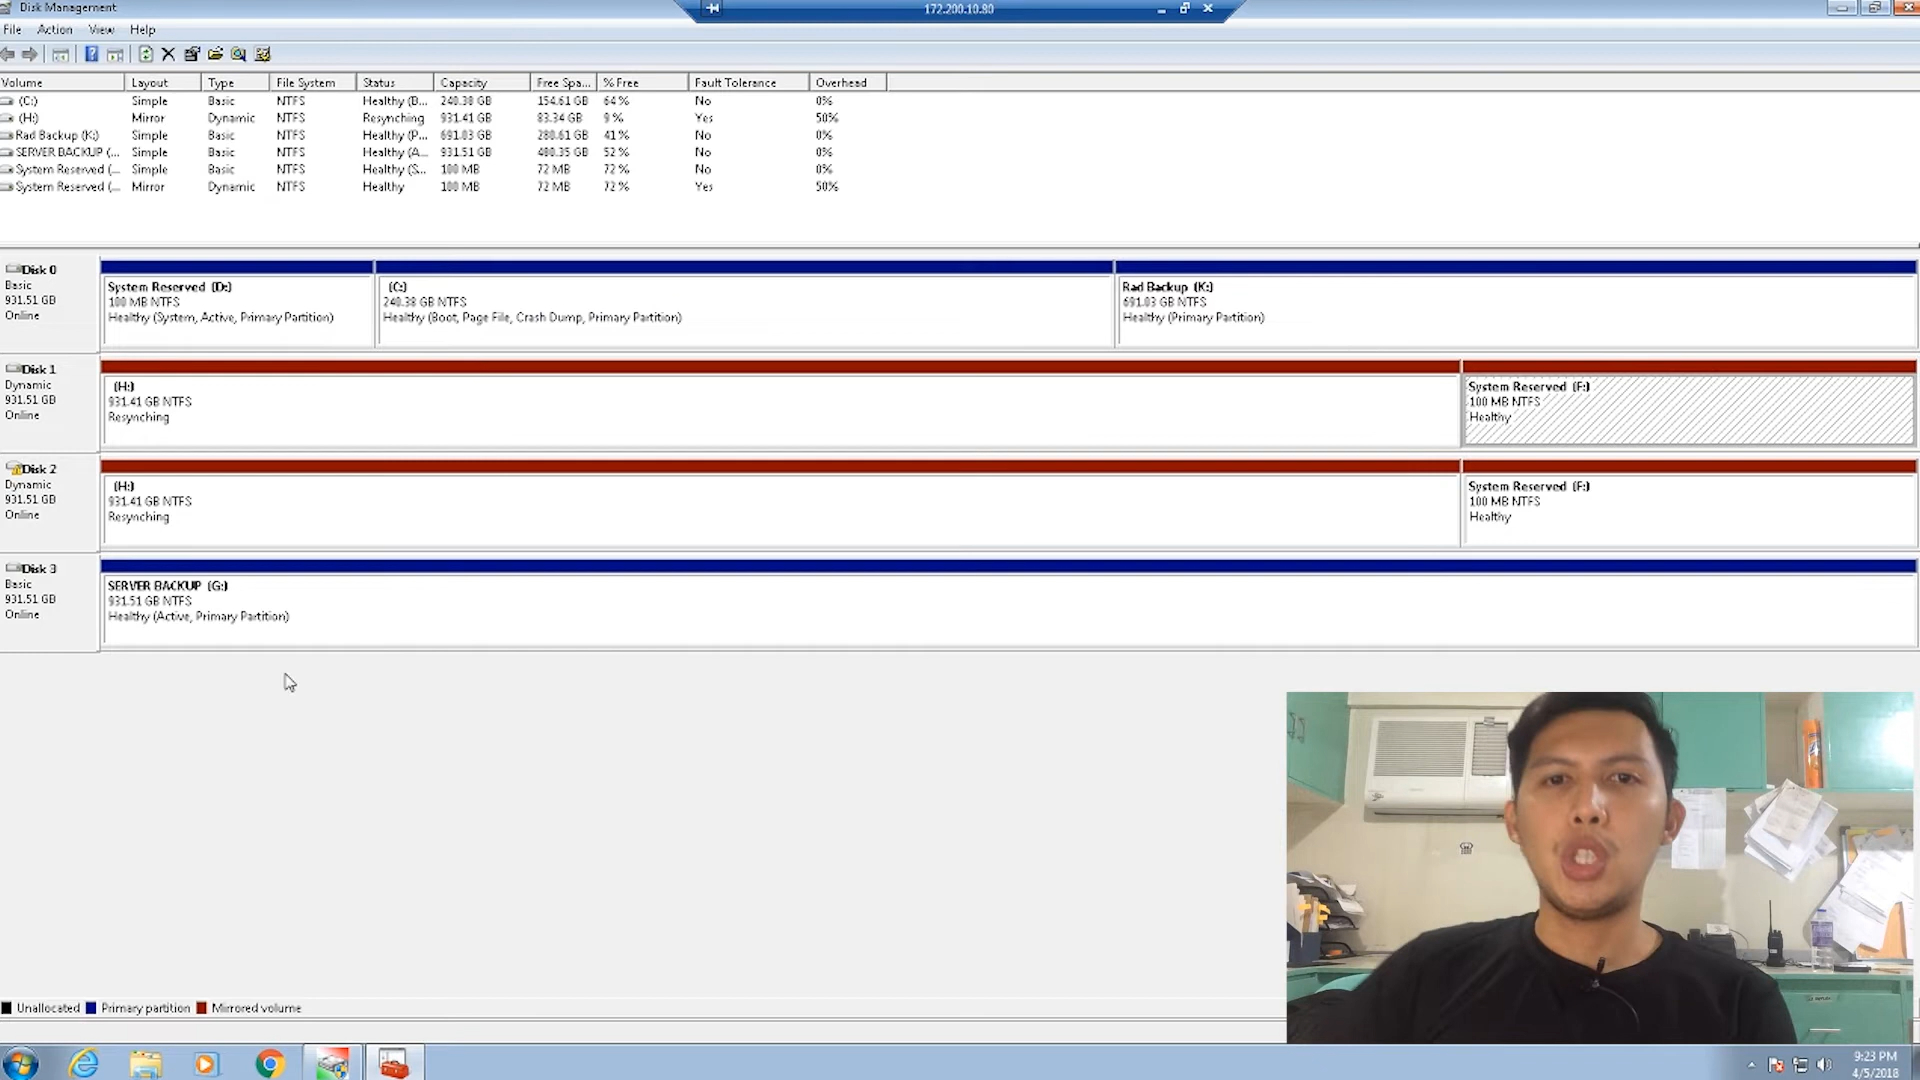 Disk Management
172.200.10.80
File Action View Help
Volume Layout Type File System Status Capacity Free Spa... % Free Fault Tolerance Overhead
(C:) Simple Basic NTFS Healthy (B... 240.38 GB 154.61 GB 64 % No 0%
(H:) Mirror Dynamic NTFS Resynching 931.41 GB 83.34 GB 9 % Yes 50%
Rad Backup (K:) Simple Basic NTFS Healthy (P... 691.03 GB 280.61 GB 41 % No 0%
SERVER BACKUP (... Simple Basic NTFS Healthy (A... 931.51 GB 480.35 GB 52 % No 0%
System Reserved (... Simple Basic NTFS Healthy (S... 100 MB 72 MB 72 % No 0%
System Reserved (... Mirror Dynamic NTFS Healthy 100 MB 72 MB 72 % Yes 50%
Disk 0
Basic
931.51 GB
Online
System Reserved (D:)
100 MB NTFS
Healthy (System, Active, Primary Partition)
(C:)
240.38 GB NTFS
Healthy (Boot, Page File, Crash Dump, Primary Partition)
Rad Backup (K:)
691.03 GB NTFS
Healthy (Primary Partition)
Disk 1
Dynamic
931.51 GB
Online
(H:)
931.41 GB NTFS
Resynching
System Reserved (F:)
100 MB NTFS
Healthy
Disk 2
Dynamic
931.51 GB
Online
(H:)
931.41 GB NTFS
Resynching
System Reserved (F:)
100 MB NTFS
Healthy
Disk 3
Basic
931.51 GB
Online
SERVER BACKUP (G:)
931.51 GB NTFS
Healthy (Active, Primary Partition)
Unallocated Primary partition Mirrored volume
9:23 PM
4/5/2018